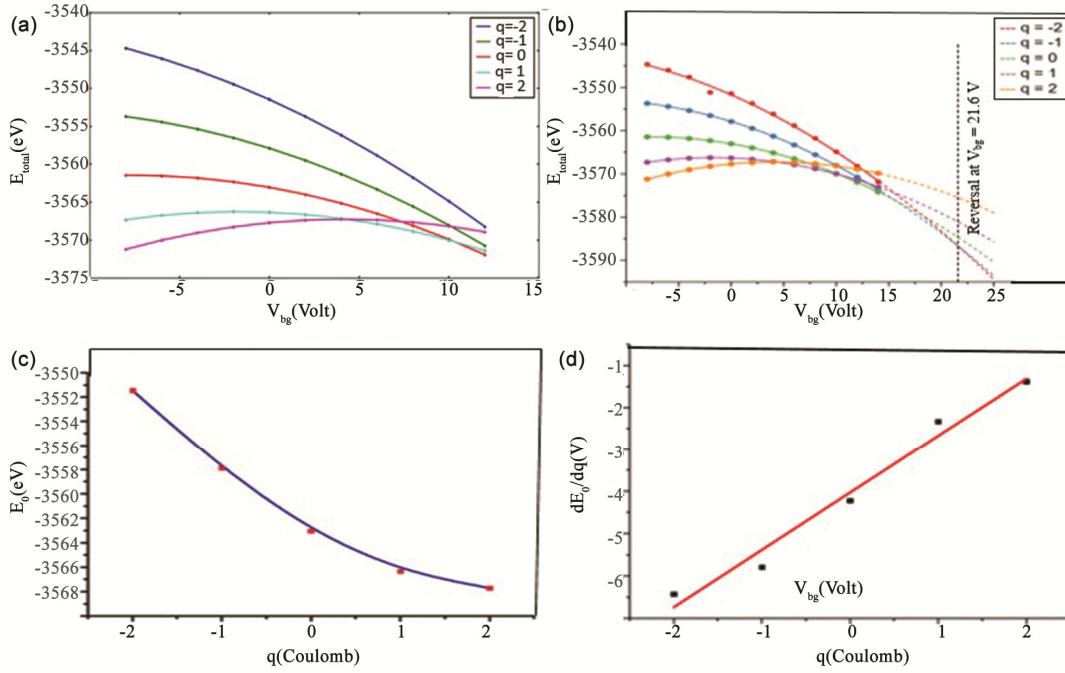 (a)
-3540
-3545
-3550
-3555
-3560
-3565
-3570
-3575
E_total(eV)
-5 0 5 10 15
V_bg(Volt)
q=-2
q=-1
q= 0
q= 1
q= 2
(b)
-3540
-3550
-3560
-3570
-3580
-3590
E_total(eV)
-5 0 5 10 15 20 25
V_bg(Volt)
q = -2
q = -1
q = 0
q = 1
q = 2
Reversal at V_bg = 21.6 V
(c)
-3550
-3552
-3554
-3556
-3558
-3560
-3562
-3564
-3566
-3568
E_0(eV)
-2 -1 0 1 2
q(Coulomb)
(d)
-1
-2
-3
-4
-5
-6
dE_0/dq(V)
V_bg(Volt)
-2 -1 0 1 2
q(Coulomb)